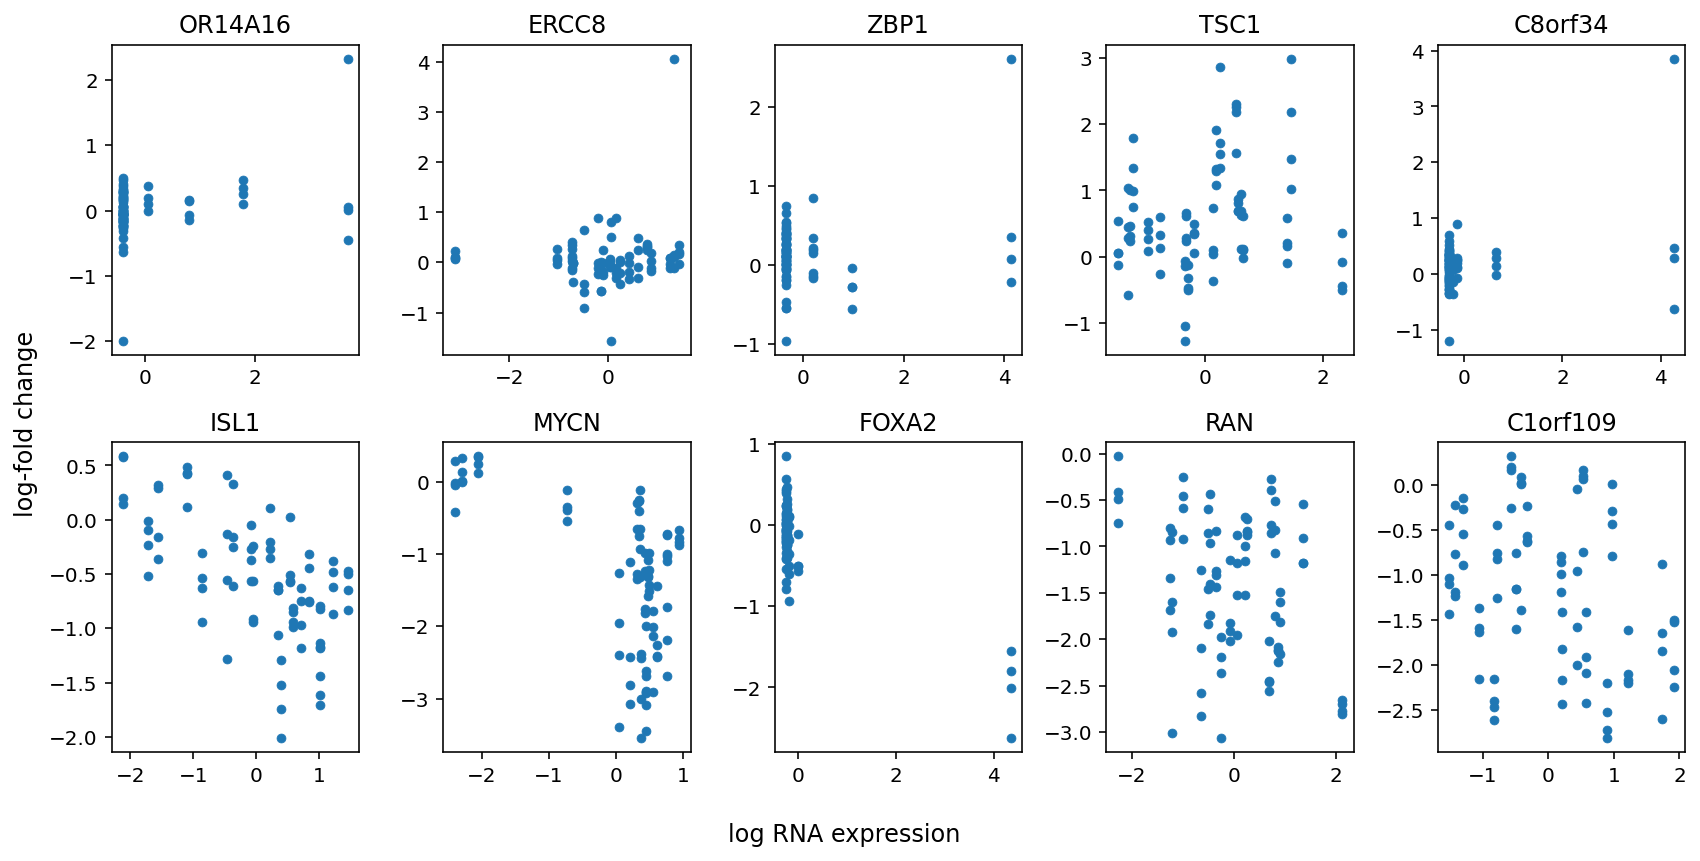 OR14A16 ERCC8 ZBP1 TSC1 C8orf34
2 1 0 −1 −2
0 2
4 3 2 1 0 −1
−2 0
2 1 0 −1
0 2 4
3 2 1 0 −1
0 2
4 3 2 1 0 −1
0 2 4
log-fold change
ISL1 MYCN FOXA2 RAN C1orf109
0.5 0.0 −0.5 −1.0 −1.5 −2.0
−2 −1 0 1
0 −1 −2 −3
−2 −1 0 1
1 0 −1 −2
0 2 4
0.0 −0.5 −1.0 −1.5 −2.0 −2.5 −3.0
−2 0 2
0.0 −0.5 −1.0 −1.5 −2.0 −2.5
−1 0 1 2
log RNA expression